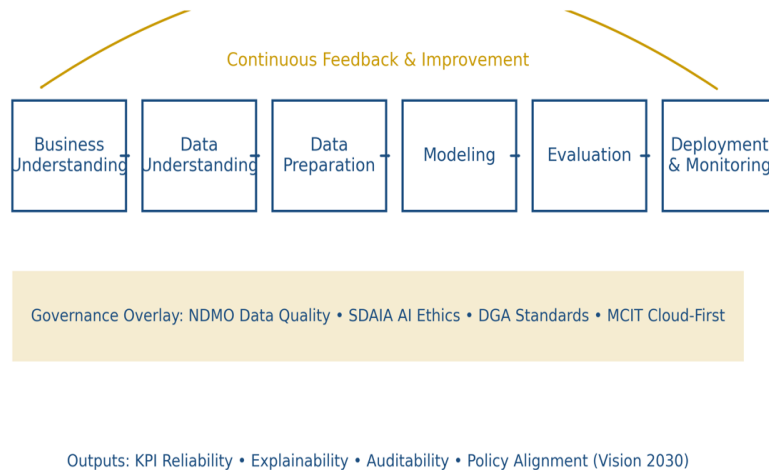 Continuous Feedback & Improvement
Business
Understanding
Data
Understanding
Data
Preparation
Modeling
Evaluation
Deployment
& Monitoring
Governance Overlay: NDMO Data Quality • SDAIA AI Ethics • DGA Standards • MCIT Cloud-First
Outputs: KPI Reliability • Explainability • Auditability • Policy Alignment (Vision 2030)